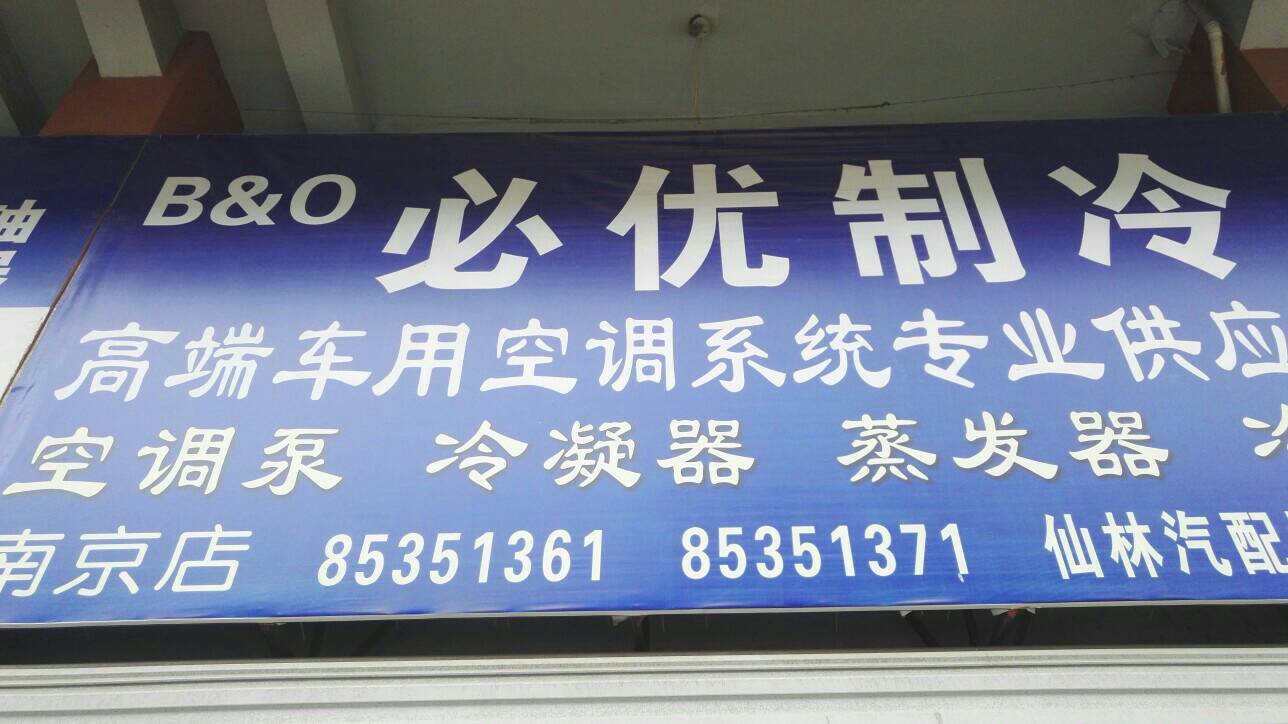 B&O 必优制冷
高端车用空调系统专业供应
空调泵 冷凝器 蒸发器
南京店 85351361 85351371 仙林汽配